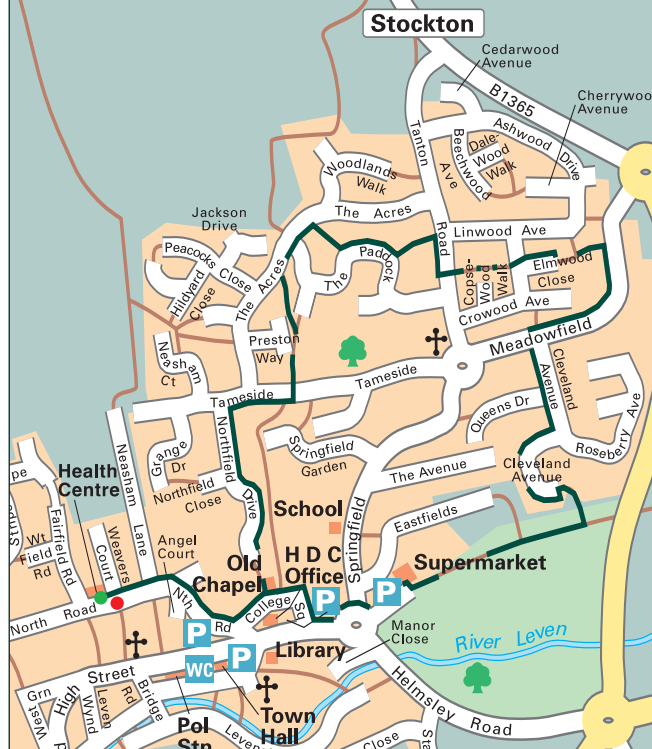 Stockton
Cedarwood
Avenue
B1365
Cherrywoo
Avenue
Tanton
Road
Ashwood Drive
Beechwood
Ave
Dale-
Wood
Walk
Woodlands
Walk
The Acres
Linwood Ave
Jackson
Drive
Peacocks Close
Hildyard
Close
The Acres
The Paddock
Copse-
Wood
Walk
Elmwood
Close
Crowood Ave
Meadowfield
Preston
Way
Neasham
Ct
Tameside
Tameside
Cleveland
Avenue
Queens Dr
Roseberry Ave
Neasham
Lane
Grange
Dr
Northfield
Drive
Northfield
Close
Springfield
Garden
The Avenue
Cleveland
Avenue
Health
Centre
School
Springfield
Eastfields
Fairfield Rd
Wt
Field
Rd
Weavers
Court
Angel
Court
Old
Chapel
H D C
Office
Supermarket
P
P
North Road
Nth
Rd
College
Sq
P
P
WC
Library
Manor
Close
River Leven
High Street
West Grn
Leven
Wynd
Bridge
Rd
Pol
Stn
Town
Hall
Leven
Close
Helmsley Road